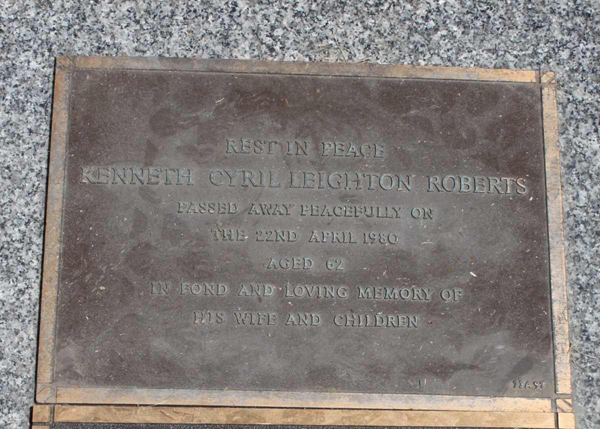 REST IN PEACE
KENNETH CYRIL LEIGHTON ROBERTS
PASSED AWAY PEACEFULLY ON
THE 22ND APRIL 1980
AGED 62
IN FOND AND LOVING MEMORY OF
HIS WIFE AND CHILDREN